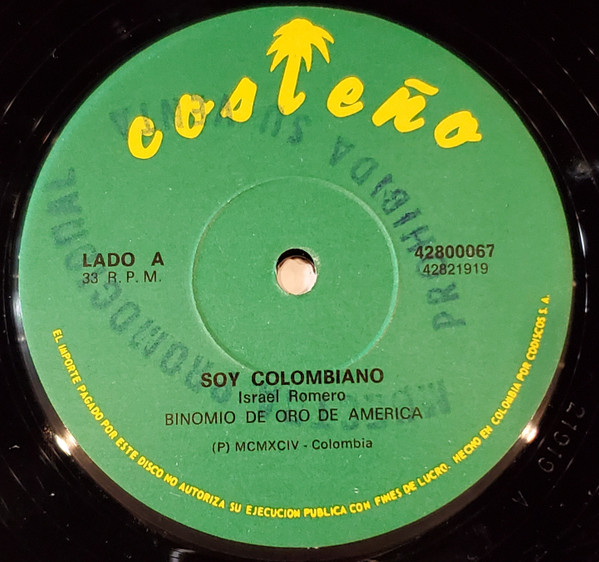 costeño
PROHIBIDA SU VENTA
PROMOCIONAL
LADO A
33 R.P.M.
42800067
42821919
SOY COLOMBIANO
Israel Romero
BINOMIO DE ORO DE AMERICA
(P) MCMXCIV - Colombia
EL IMPORTE PAGADO POR ESTE DISCO NO AUTORIZA SU EJECUCION PUBLICA CON FINES DE LUCRO. HECHO EN COLOMBIA POR CODISCOS S. A.
21919 A